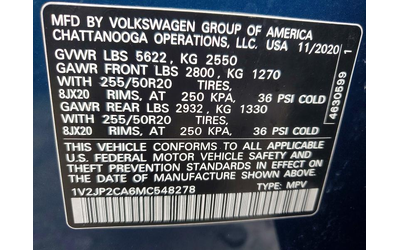 MFD BY VOLKSWAGEN GROUP OF AMERICA
CHATTANOOGA OPERATIONS, LLC. USA 11/2020
GVWR LBS 5622, KG 2550
GAWR FRONT LBS 2800, KG 1270
WITH 255/50R20 TIRES,
8JX20 RIMS, AT 250 KPA, 36 PSI COLD
GAWR REAR LBS 2932, KG 1330
WITH 255/50R20 TIRES,
8JX20 RIMS, AT 250 KPA, 36 PSI COLD
THIS VEHICLE CONFORMS TO ALL APPLICABLE
U.S. FEDERAL MOTOR VEHICLE SAFETY AND
THEFT PREVENTION STANDARDS IN EFFECT ON THE
DATE OF MANUFACTURE SHOWN ABOVE.
1V2JP2CA6MC548278 TYPE: MPV
4630599 1